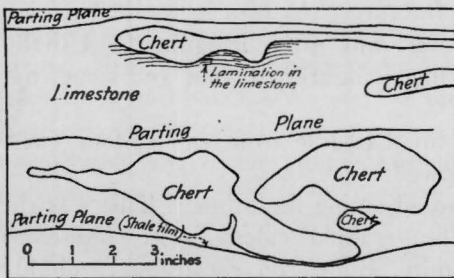 Parting Plane
Chert
Lamination in
the limestone
Chert
Limestone
Parting Plane
Chert
Chert
Chert
Parting Plane (Shale film)
0 1 2 3
inches